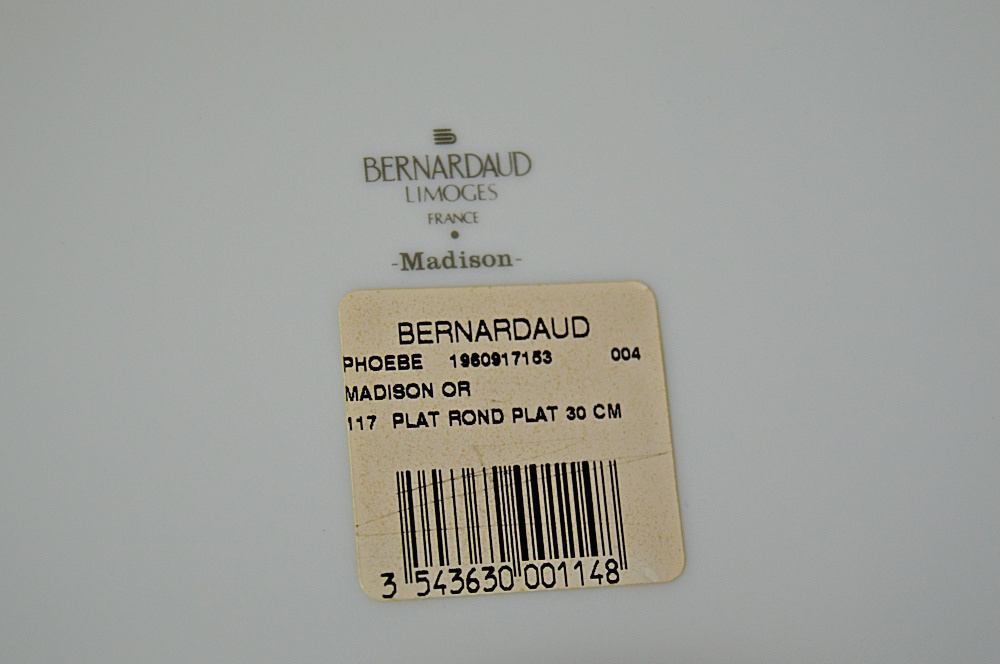 BERNARDAUD
LIMOGES
FRANCE
-Madison-
BERNARDAUD
PHOEBE 1960917153 004
MADISON OR
117 PLAT ROND PLAT 30 CM
3 543630 001148